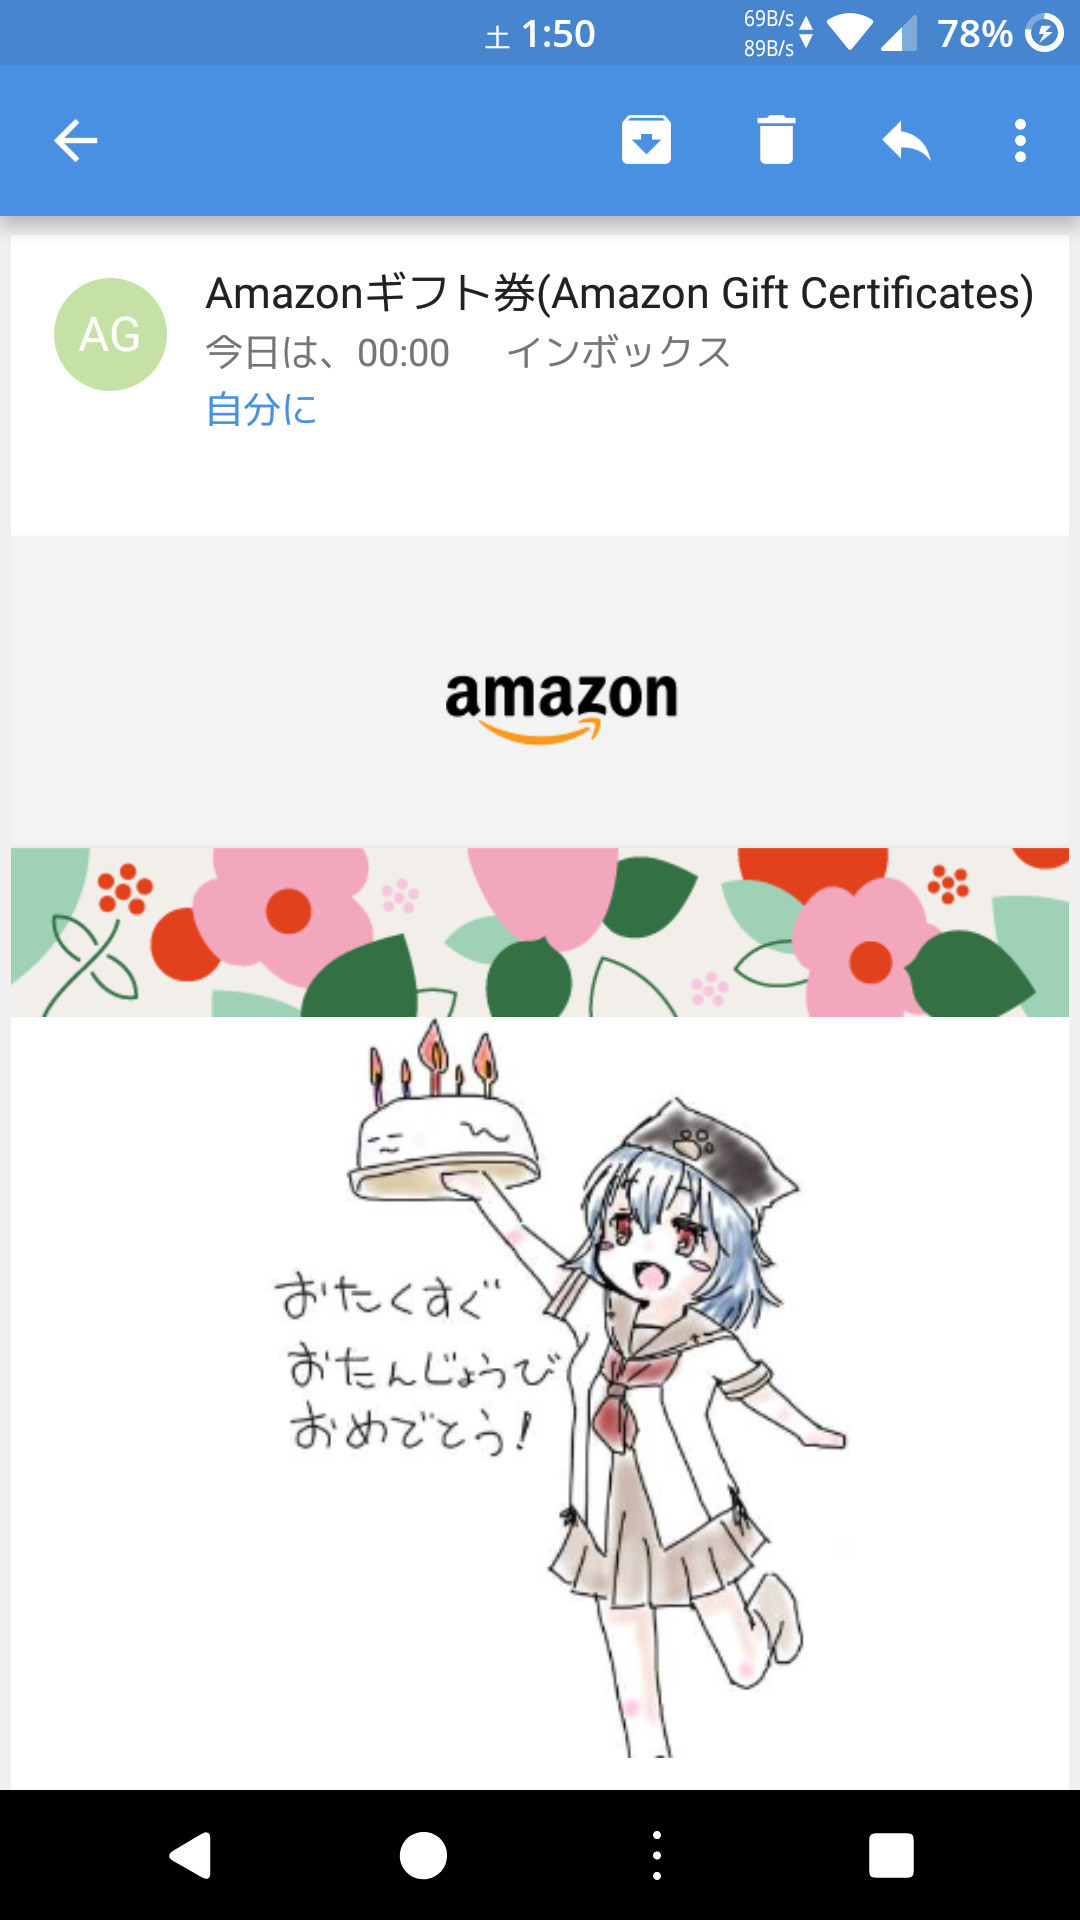 土 1:50
69B/s
89B/s
78%
AG
Amazonギフト券(Amazon Gift Certificates)
今日は、00:00 インボックス
自分に
amazon
おたくすぐ
おたんじょうび
おめでとう!